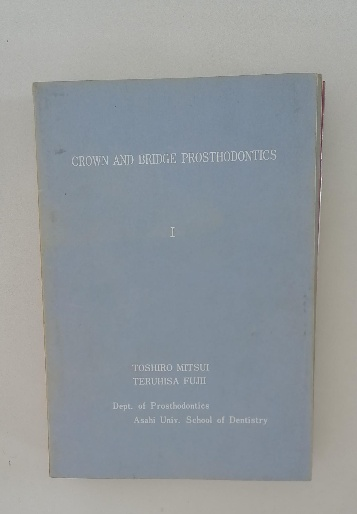 CROWN AND BRIDGE PROSTHODONTICS
I
TOSHIRO MITSUI
TERUHISA FUJII
Dept. of Prosthodontics
Asahi Univ. School of Dentistry